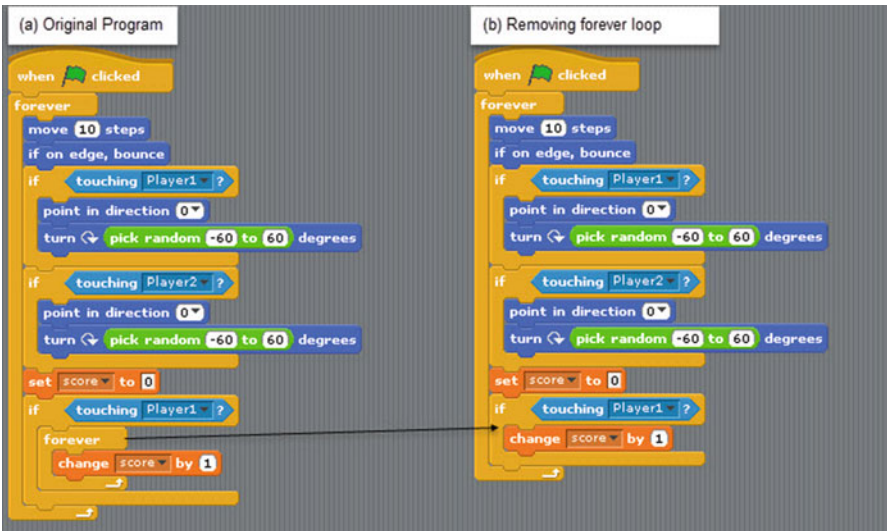 (a) Original Program
when clicked
forever
move 10 steps
if on edge, bounce
if touching Player1 ?
point in direction 0
turn pick random -60 to 60 degrees
if touching Player2 ?
point in direction 0
turn pick random -60 to 60 degrees
set score to 0
if touching Player1 ?
forever
change score by 1
(b) Removing forever loop
when clicked
forever
move 10 steps
if on edge, bounce
if touching Player1 ?
point in direction 0
turn pick random -60 to 60 degrees
if touching Player2 ?
point in direction 0
turn pick random -60 to 60 degrees
set score to 0
if touching Player1 ?
change score by 1